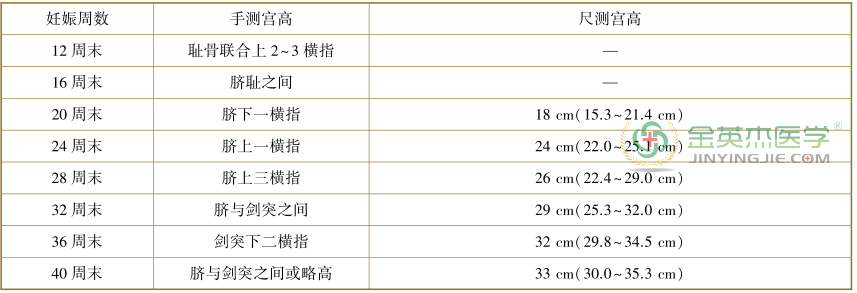 妊娠周数 手测宫高 尺测宫高
12 周末 耻骨联合上 2~3 横指 —
16 周末 脐耻之间 —
20 周末 脐下一横指 18 cm(15.3~21.4 cm)
24 周末 脐上一横指 24 cm(22.0~25.1 cm)
28 周末 脐上三横指 26 cm(22.4~29.0 cm)
32 周末 脐与剑突之间 29 cm(25.3~32.0 cm)
36 周末 剑突下二横指 32 cm(29.8~34.5 cm)
40 周末 脐与剑突之间或略高 33 cm(30.0~35.3 cm)
金英杰医学®
JINYINGJIE.COM